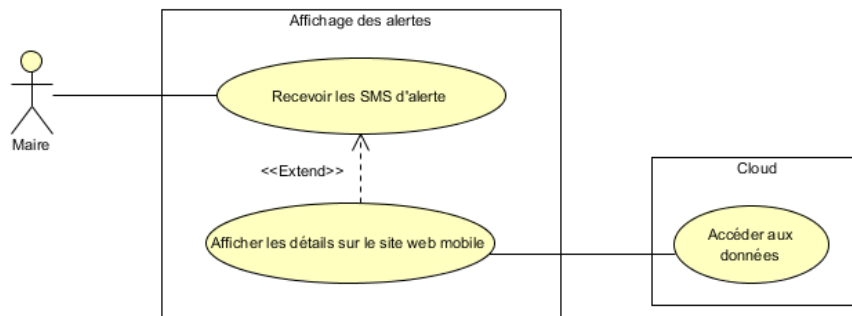 Affichage des alertes
Recevoir les SMS d'alerte
Maire
<<Extend>>
Cloud
Afficher les détails sur le site web mobile
Accéder aux
données